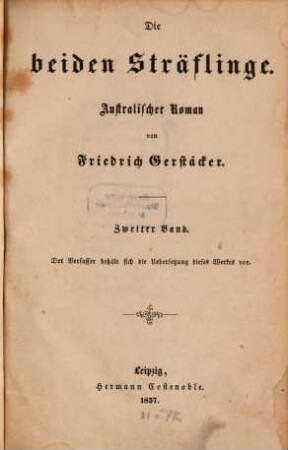 Die
beiden Sträflinge.
Australischer Roman
von
Friedrich Gerstäcker.
Zweiter Band.
Der Verfasser behält sich die Uebersetzung dieses Werkes vor.
Leipzig,
Hermann Costenoble.
1857.